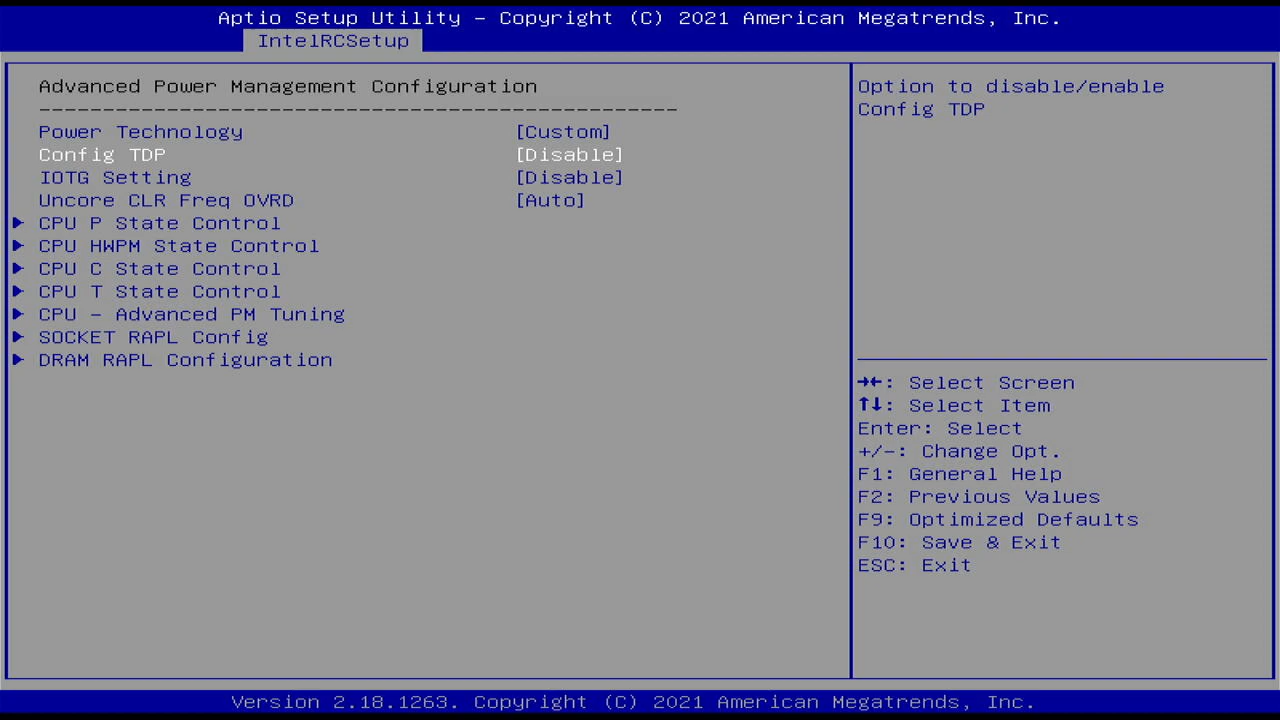 Aptio Setup Utility – Copyright (C) 2021 American Megatrends, Inc.
IntelRCSetup
Advanced Power Management Configuration
--------------------------------------------------
Power Technology [Custom]
Config TDP [Disable]
IOTG Setting [Disable]
Uncore CLR Freq OVRD [Auto]
CPU P State Control
CPU HWPM State Control
CPU C State Control
CPU T State Control
CPU – Advanced PM Tuning
SOCKET RAPL Config
DRAM RAPL Configuration
Option to disable/enable
Config TDP
→←: Select Screen
↑↓: Select Item
Enter: Select
+/-: Change Opt.
F1: General Help
F2: Previous Values
F9: Optimized Defaults
F10: Save & Exit
ESC: Exit
Version 2.18.1263. Copyright (C) 2021 American Megatrends, Inc.